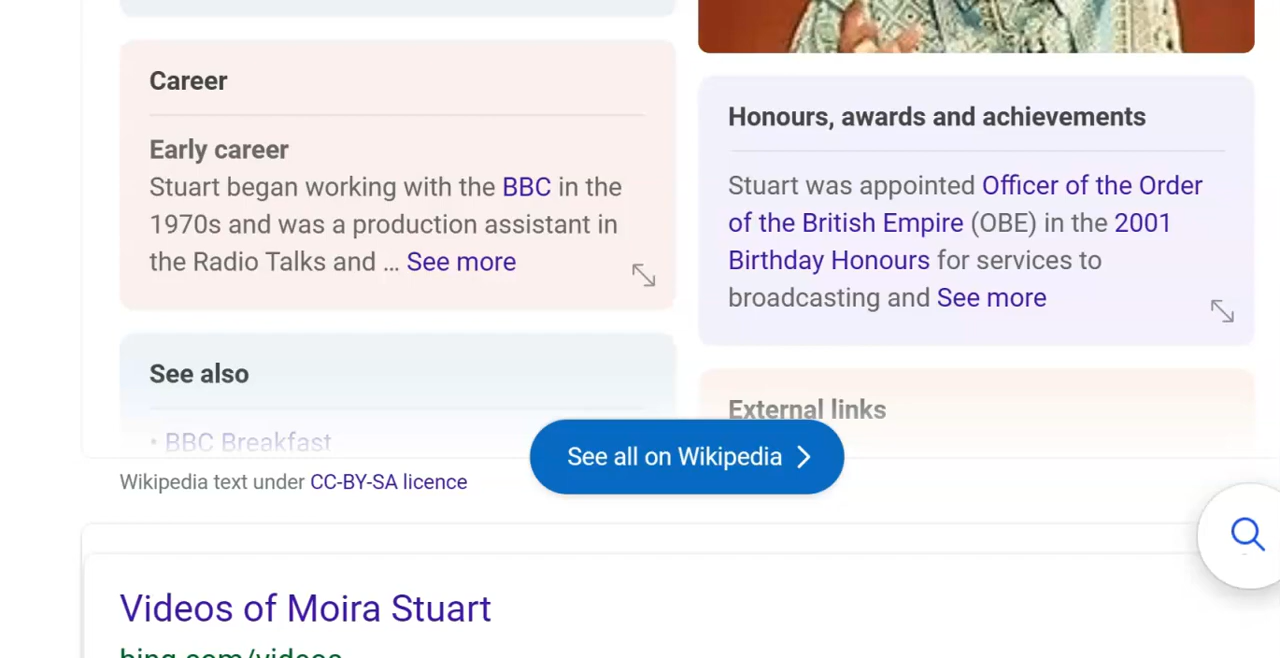 Career
Early career
Stuart began working with the BBC in the
1970s and was a production assistant in
the Radio Talks and ... See more
See also
• BBC Breakfast
Honours, awards and achievements
Stuart was appointed Officer of the Order
of the British Empire (OBE) in the 2001
Birthday Honours for services to
broadcasting and See more
External links
See all on Wikipedia
Wikipedia text under CC-BY-SA licence
Videos of Moira Stuart
bing.com/videos